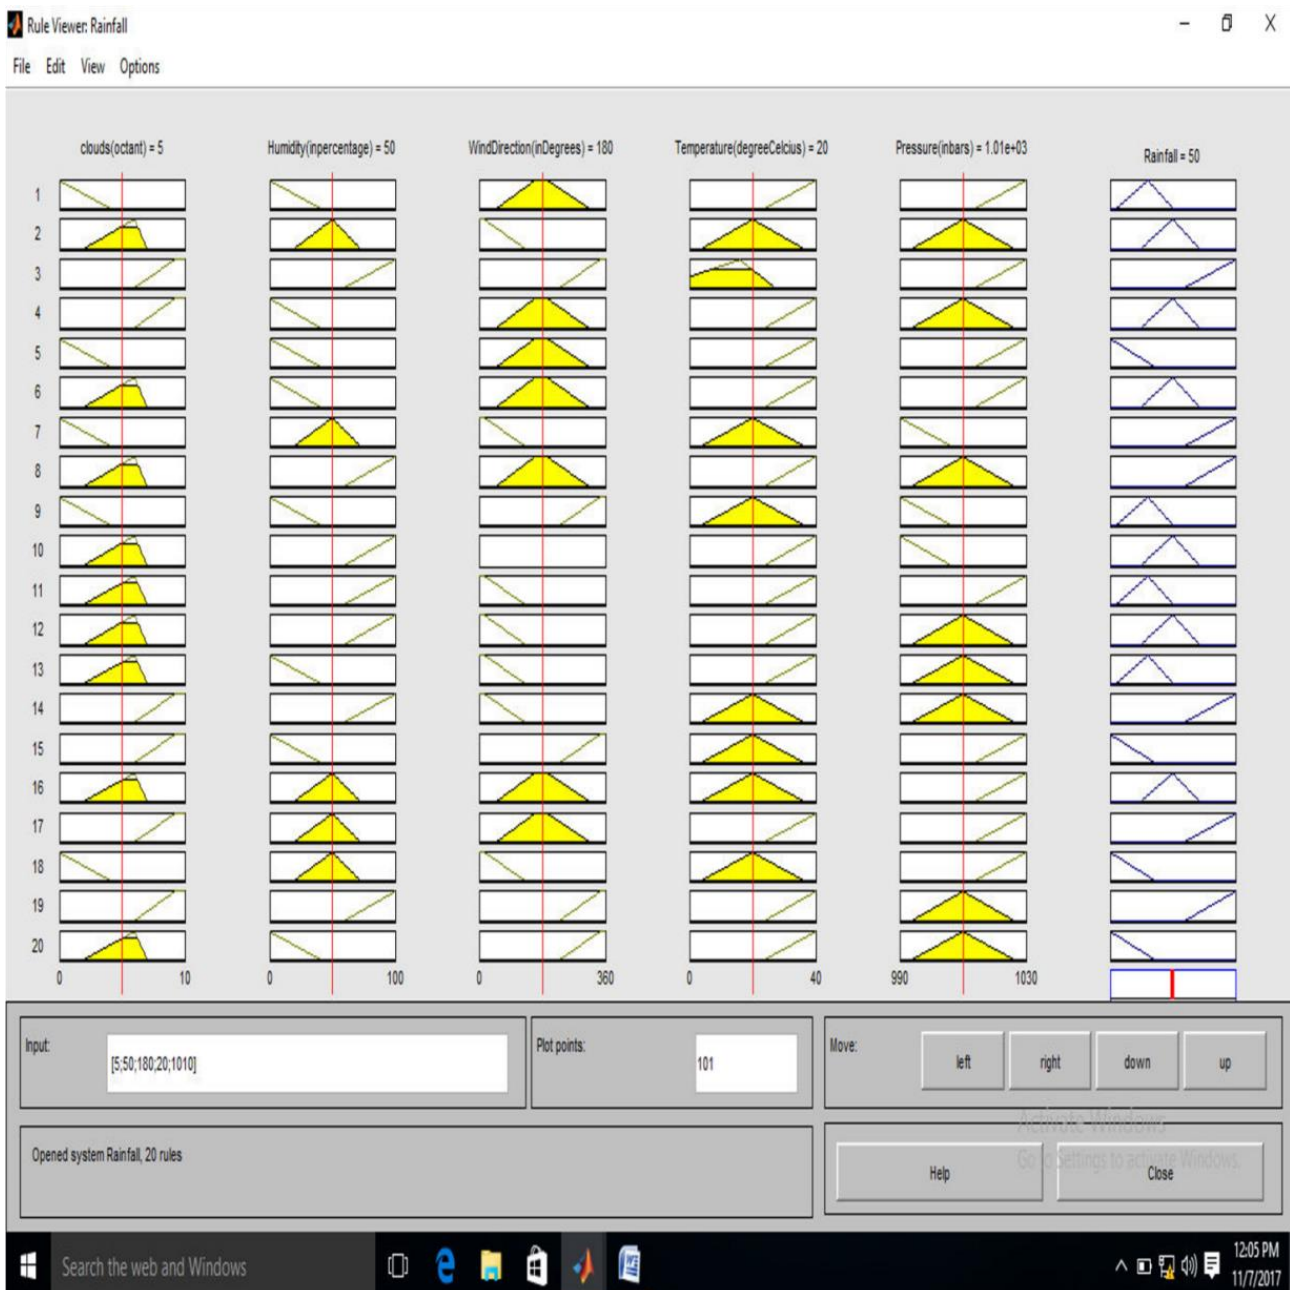 Rule Viewer: Rainfall
File Edit View Options
clouds(octant) = 5 Humidity(inpercentage) = 50 WindDirection(inDegrees) = 180 Temperature(degreeCelcius) = 20 Pressure(inbars) = 1.01e+03 Rainfall = 50
1
2
3
4
5
6
7
8
9
10
11
12
13
14
15
16
17
18
19
20
0 10 0 100 0 360 0 40 990 1030
Input: [5;50;180;20;1010] Plot points: 101 Move: left right down up
Activate Windows
Opened system Rainfall, 20 rules
Help Close
Go to Settings to activate Windows.
Search the web and Windows
12:05 PM
11/7/2017